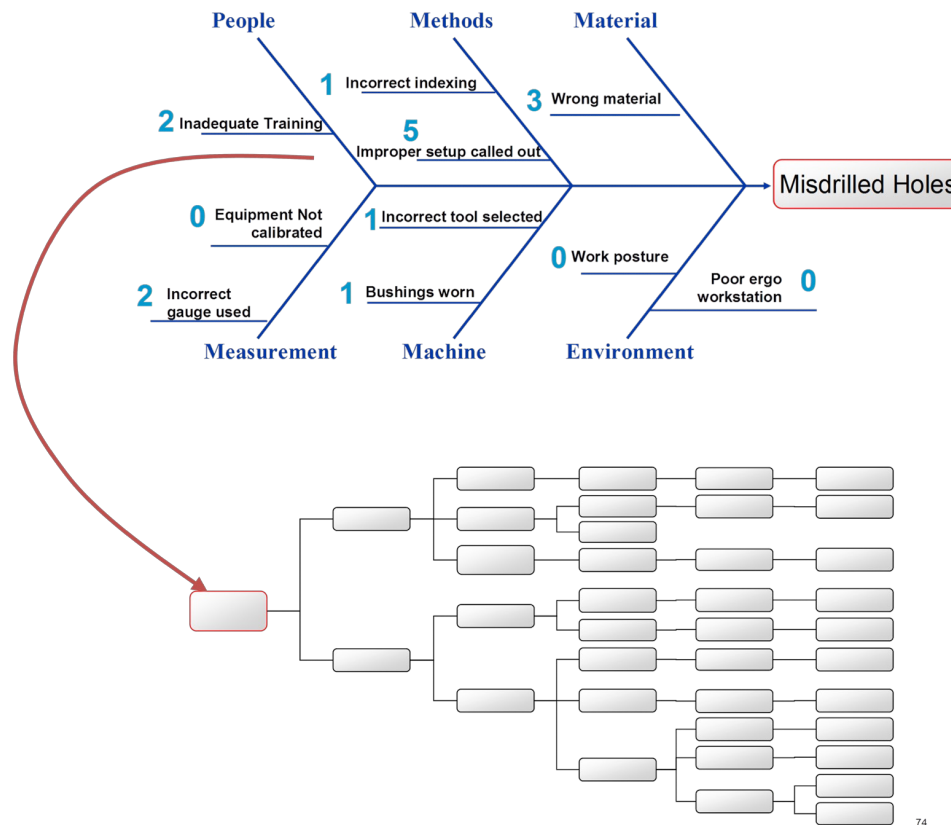 People
Methods
Material
1 Incorrect indexing
3 Wrong material
2 Inadequate Training
5
Improper setup called out
Misdrilled Holes
0 Equipment Not
calibrated
1 Incorrect tool selected
0 Work posture
Poor ergo
workstation 0
2 Incorrect
gauge used
1 Bushings worn
Measurement
Machine
Environment
74